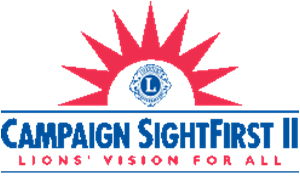 L
CAMPAIGN SIGHTFIRST II
LIONS' VISION FOR ALL